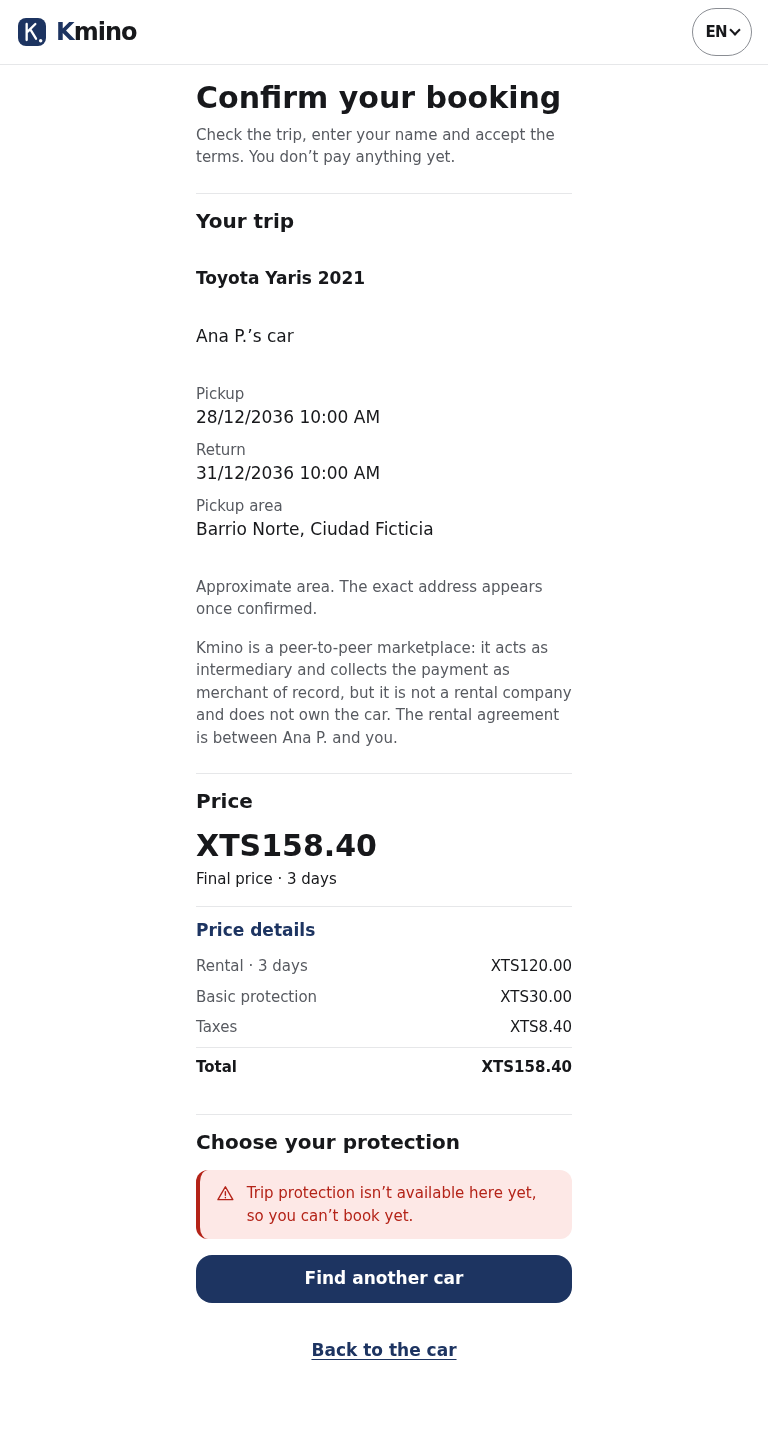 K. Kmino
EN
Confirm your booking
Check the trip, enter your name and accept the
terms. You don’t pay anything yet.
Your trip
Toyota Yaris 2021
Ana P.’s car
Pickup
28/12/2036 10:00 AM
Return
31/12/2036 10:00 AM
Pickup area
Barrio Norte, Ciudad Ficticia
Approximate area. The exact address appears
once confirmed.
Kmino is a peer-to-peer marketplace: it acts as
intermediary and collects the payment as
merchant of record, but it is not a rental company
and does not own the car. The rental agreement
is between Ana P. and you.
Price
XTS158.40
Final price · 3 days
Price details
Rental · 3 days XTS120.00
Basic protection XTS30.00
Taxes XTS8.40
Total XTS158.40
Choose your protection
Trip protection isn’t available here yet,
so you can’t book yet.
Find another car
Back to the car